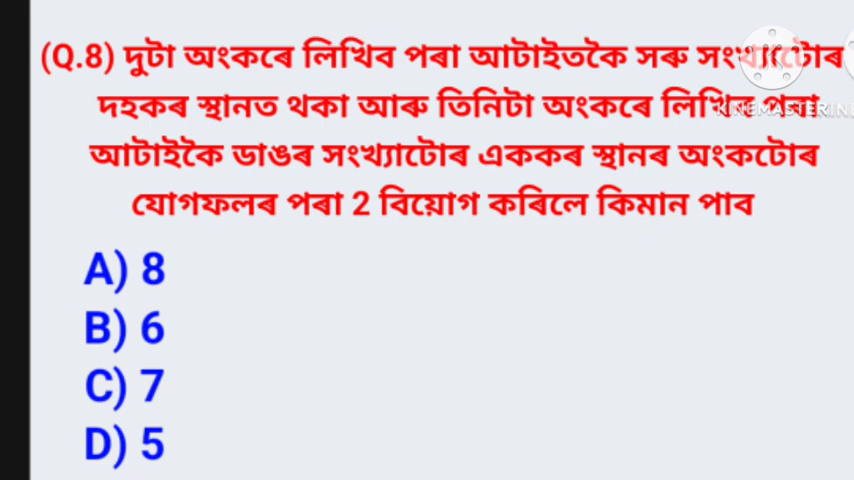 (Q.8) দুটা অংকৰে লিখিব পৰা আটাইতকৈ সৰু সংখ্যাটোৰ
দহকৰ স্থানত থকা আৰু তিনিটা অংকৰে লিখিব পৰা
আটাইকৈ ডাঙৰ সংখ্যাটোৰ এককৰ স্থানৰ অংকটোৰ
যোগফলৰ পৰা 2 বিয়োগ কৰিলে কিমান পাব
A) 8
B) 6
C) 7
D) 5